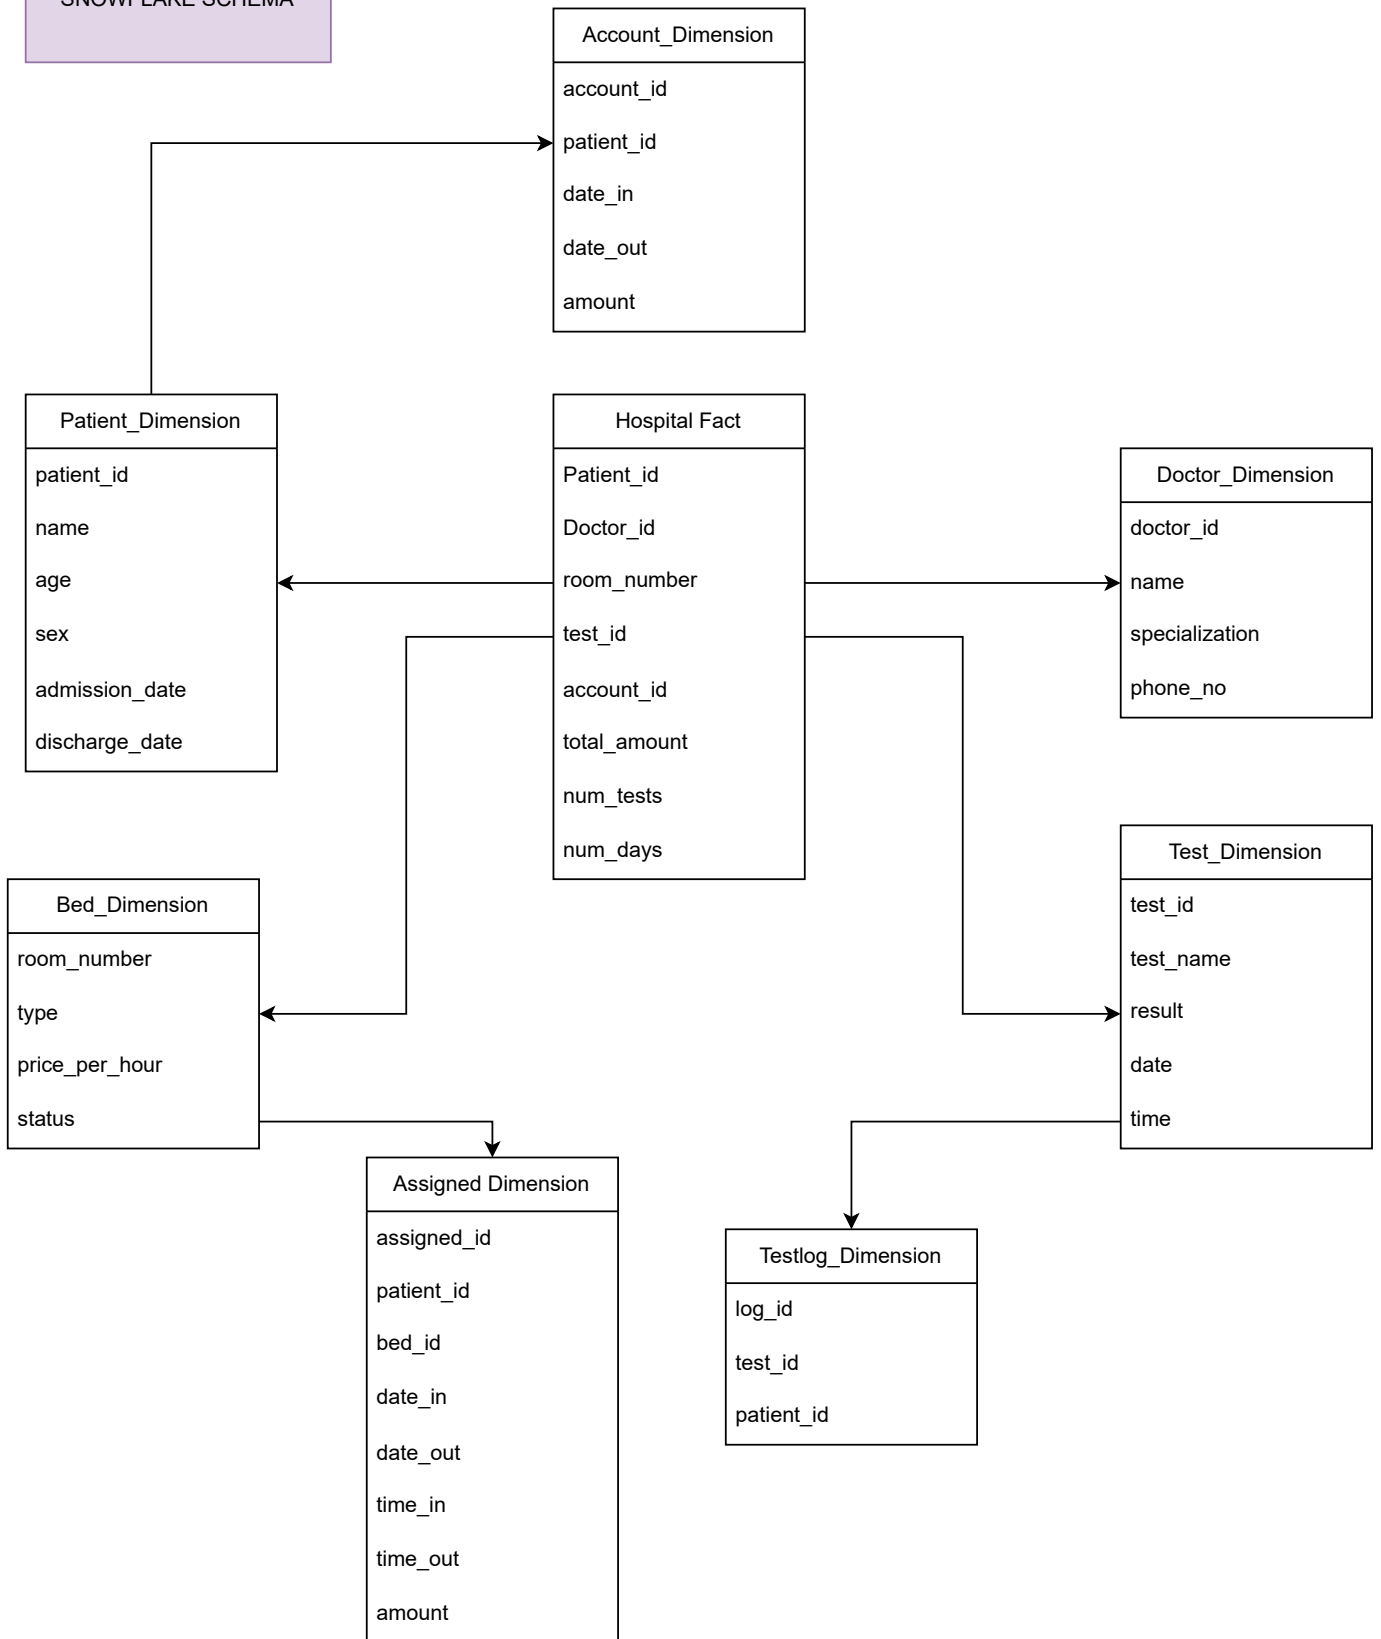 SNOWFLAKE SCHEMA
Account_Dimension
account_id
patient_id
date_in
date_out
amount
Patient_Dimension
patient_id
name
age
sex
admission_date
discharge_date
Hospital Fact
Patient_id
Doctor_id
room_number
test_id
account_id
total_amount
num_tests
num_days
Doctor_Dimension
doctor_id
name
specialization
phone_no
Test_Dimension
test_id
test_name
result
date
time
Bed_Dimension
room_number
type
price_per_hour
status
Assigned Dimension
assigned_id
patient_id
bed_id
date_in
date_out
time_in
time_out
amount
Testlog_Dimension
log_id
test_id
patient_id